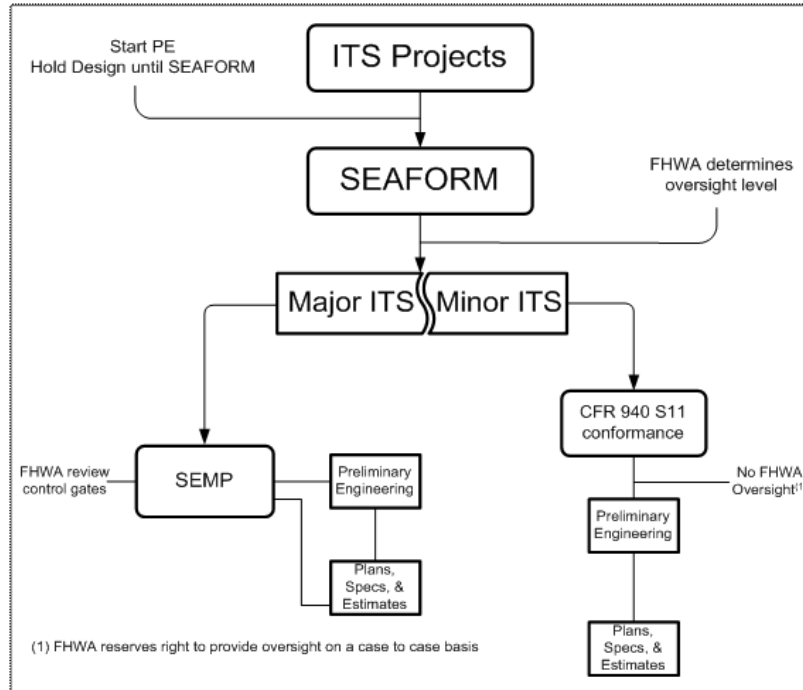 Start PE
Hold Design until SEAFORM
ITS Projects
SEAFORM
FHWA determines
oversight level
Major ITS
Minor ITS
CFR 940 S11
conformance
FHWA review
control gates
SEMP
Preliminary
Engineering
No FHWA
Oversight(1
Preliminary
Engineering
Plans,
Specs, &
Estimates
Plans,
Specs, &
Estimates
(1) FHWA reserves right to provide oversight on a case to case basis